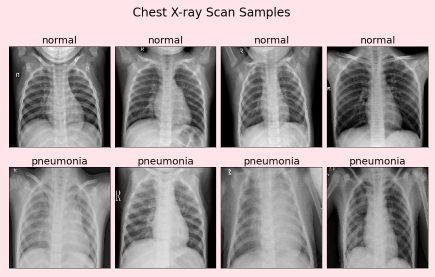 Chest X-ray Scan Samples
normal normal normal normal
pneumonia pneumonia pneumonia pneumonia